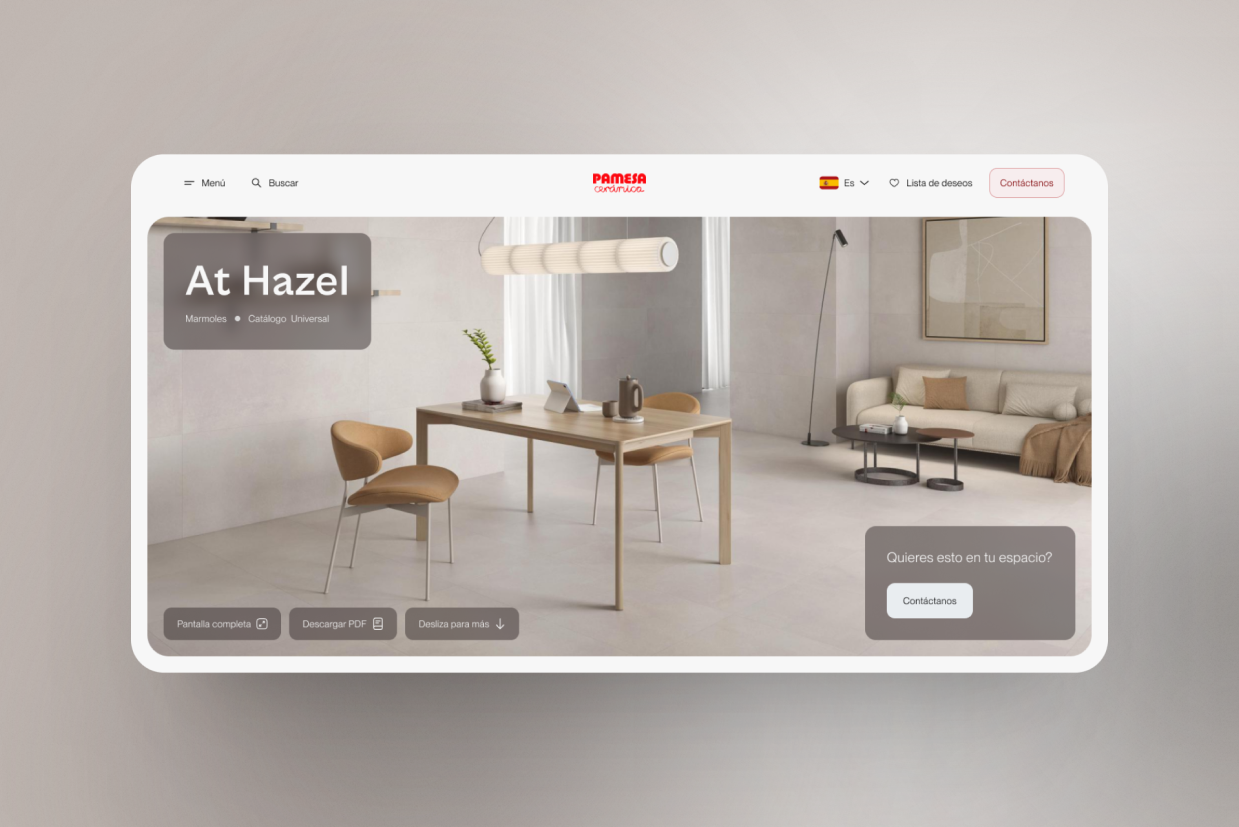 Menú
Buscar
PAMESA
cerámica
Es
Lista de deseos
Contáctanos
At Hazel
Marmoles • Catálogo Universal
Quieres esto en tu espacio?
Contáctanos
Pantalla completa
Descargar PDF
Desliza para más